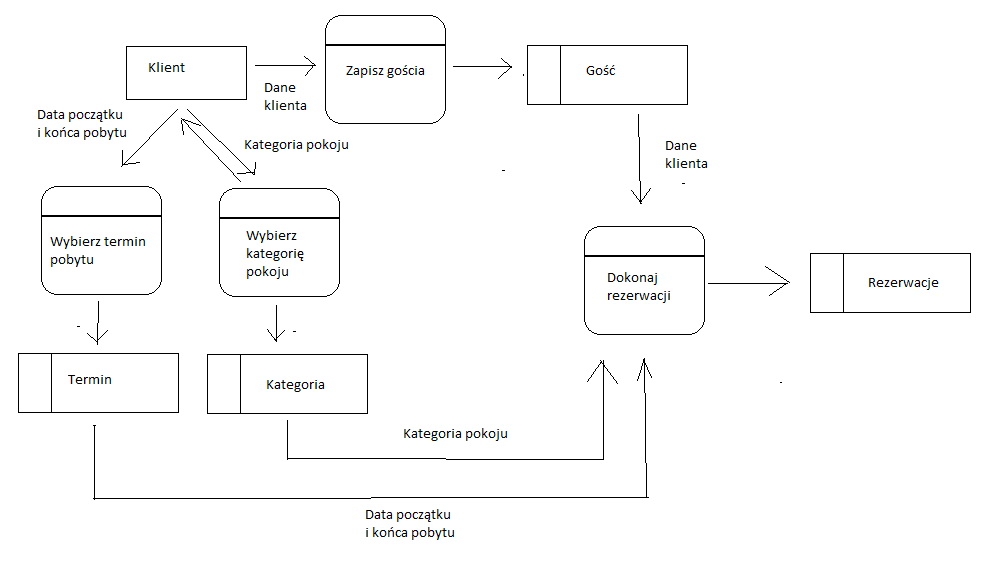 Klient
Zapisz gościa
Gość
Dane
klienta
Data początku
i końca pobytu
Kategoria pokoju
Dane
klienta
Wybierz termin
pobytu
Wybierz
kategorię
pokoju
Dokonaj
rezerwacji
Rezerwacje
Termin
Kategoria
Kategoria pokoju
Data początku
i końca pobytu